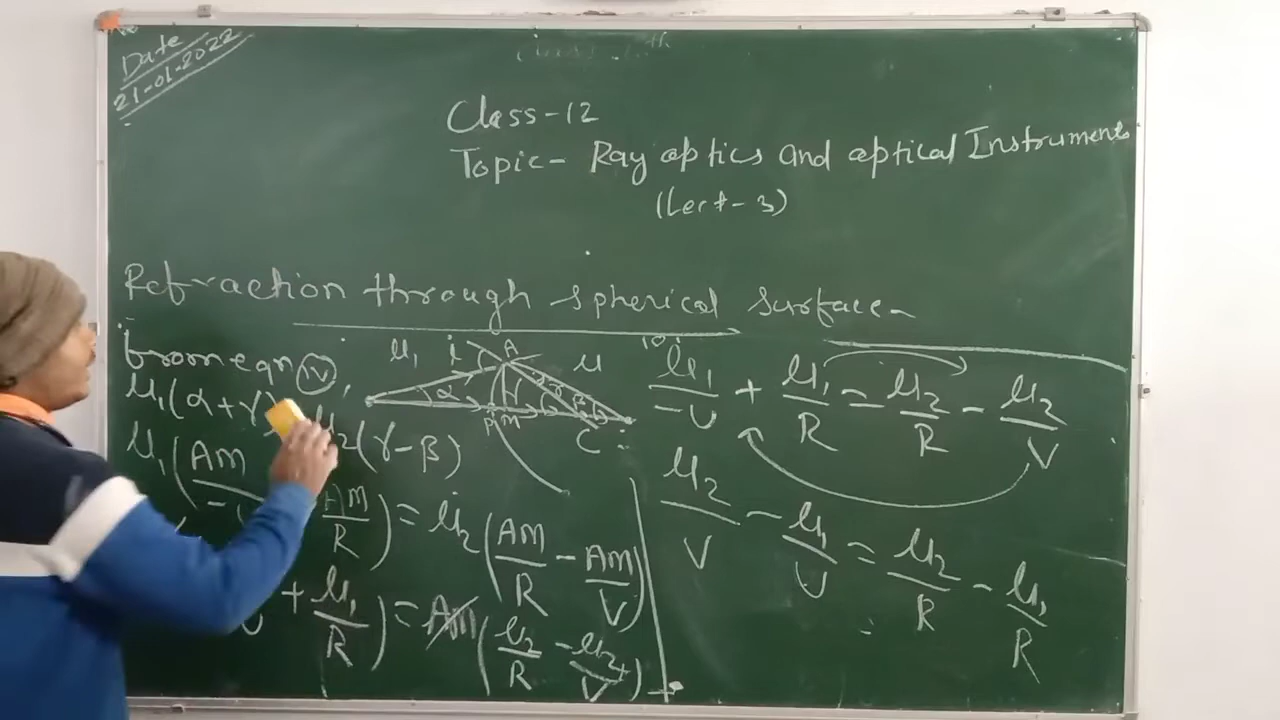 Date
21-01-2022
Class-12
Topic- Ray optics and optical Instruments
(Lect-3)
Refraction through spherical surface-
from eqn (iv),
μ₁(α+γ) μ₂(γ-β)
μ₁(AM/-U AM/R) = μ₂(AM/R - AM/V)
U + μ₁/R) = AM(μ₂/R - μ₂/V)
μ₁ i A μ
α γ β
P M C
μ₁/-U + μ₁/R = μ₂/R - μ₂/V
μ₂/V - μ₁/U = μ₂/R - μ₁/R